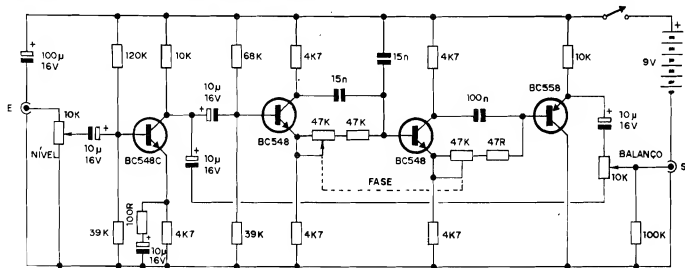 100µ
16V
120K
10K
68K
4K7
15n
15n
4K7
10K
9V
E
10K
NÍVEL
10µ
16V
BC548C
10µ
16V
10µ
16V
BC548
47K
47K
BC548
100n
47K
47R
BC558
10µ
16V
BALANÇO
10K
S
FASE
39K
100R
10µ
16V
4K7
39K
4K7
4K7
100K